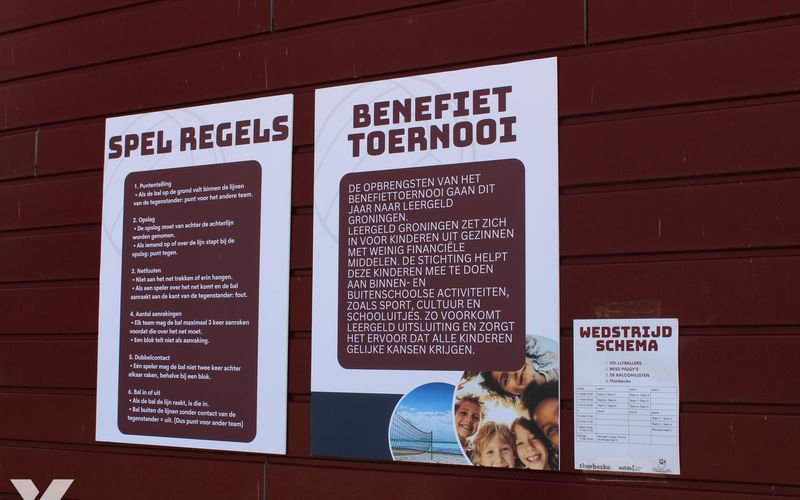 SPEL REGELS
1. Puntentelling
• Als de bal op de grond valt binnen de lijnen
van de tegenstander: punt voor het andere team.
2. Opslag
• De opslag moet van achter de achterlijn
worden genomen.
• Als iemand op of over de lijn stapt bij de
opslag: punt tegen.
3. Netfouten
• Niet aan het net trekken of erin hangen.
• Als een speler over het net komt en de bal
aanraakt aan de kant van de tegenstander: fout.
4. Aantal aanrakingen
• Elk team mag de bal maximaal 3 keer aanraken
voordat die over het net moet.
• Een blok telt niet als aanraking.
5. Dubbelcontact
• Eén speler mag de bal niet twee keer achter
elkaar raken, behalve bij een blok.
6. Bal in of uit
• Als de bal de lijn raakt, is die in.
• Bal buiten de lijnen zonder contact van de
tegenstander = uit. (Dus punt voor ander team)
BENEFIET
TOERNOOI
DE OPBRENGSTEN VAN HET
BENEFIETTOERNOOI GAAN DIT
JAAR NAAR LEERGELD
GRONINGEN.
LEERGELD GRONINGEN ZET ZICH
IN VOOR KINDEREN UIT GEZINNEN
MET WEINIG FINANCIËLE
MIDDELEN. DE STICHTING HELPT
DEZE KINDEREN MEE TE DOEN
AAN BINNEN- EN
BUITENSCHOOLSE ACTIVITEITEN,
ZOALS SPORT, CULTUUR EN
SCHOOLUITJES. ZO VOORKOMT
LEERGELD UITSLUITING EN ZORGT
HET ERVOOR DAT ALLE KINDEREN
GELIJKE KANSEN KRIJGEN.
WEDSTRIJD
SCHEMA
1. VO-LLYBALLERS
2. MISS PIGGY'S
3. DE BALCOHOLISTEN
4. Thorbecke
thorbecke
solide